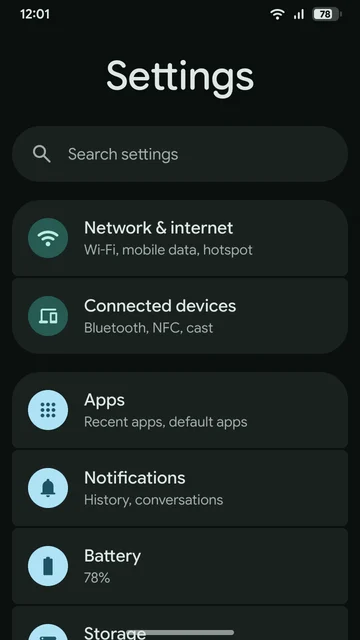 12:01
78
Settings
Search settings
Network & internet
Wi-Fi, mobile data, hotspot
Connected devices
Bluetooth, NFC, cast
Apps
Recent apps, default apps
Notifications
History, conversations
Battery
78%
Storage